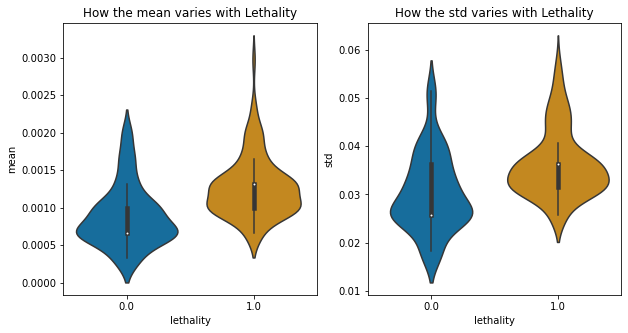 How the mean varies with Lethality
0.0030
0.0025
0.0020
0.0015
0.0010
0.0005
0.0000
mean
0.0
1.0
lethality
How the std varies with Lethality
0.06
0.05
0.04
0.03
0.02
0.01
std
0.0
1.0
lethality